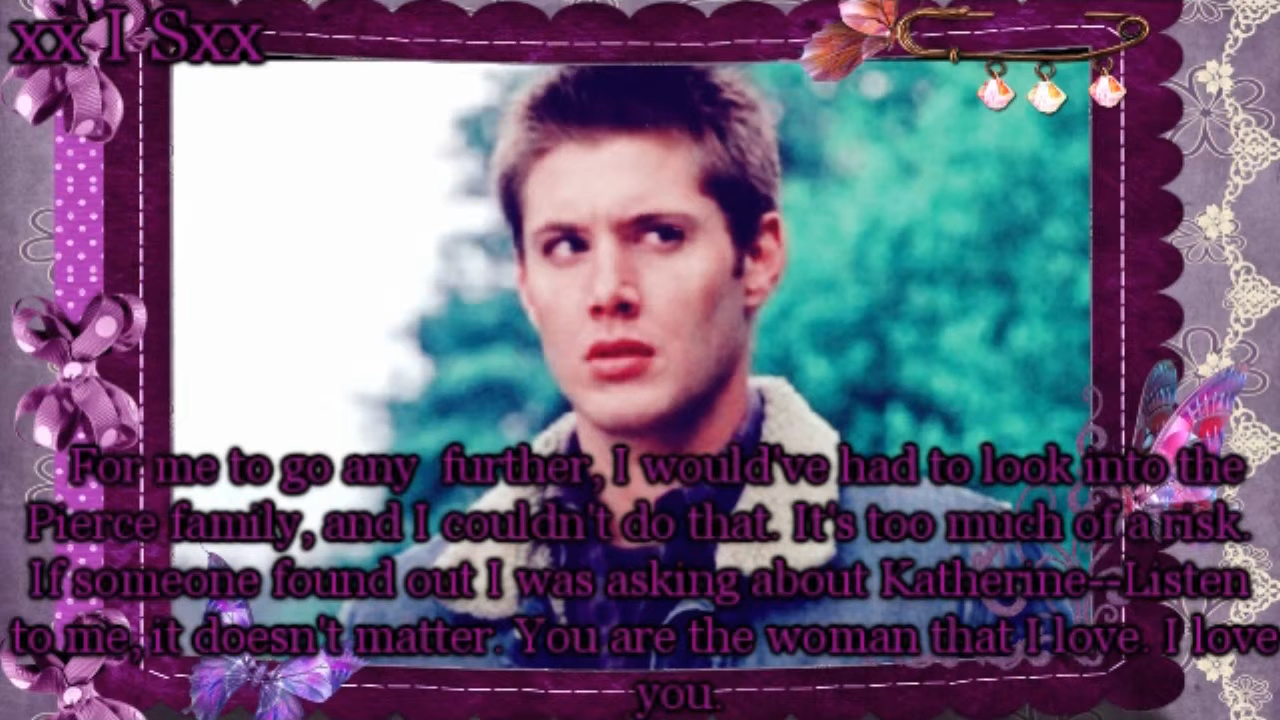 xx I Sxx
For me to go any further, I would've had to look into the
Pierce family, and I couldn't do that. It's too much of a risk.
If someone found out I was asking about Katherine--Listen
to me, it doesn't matter. You are the woman that I love. I love
you.